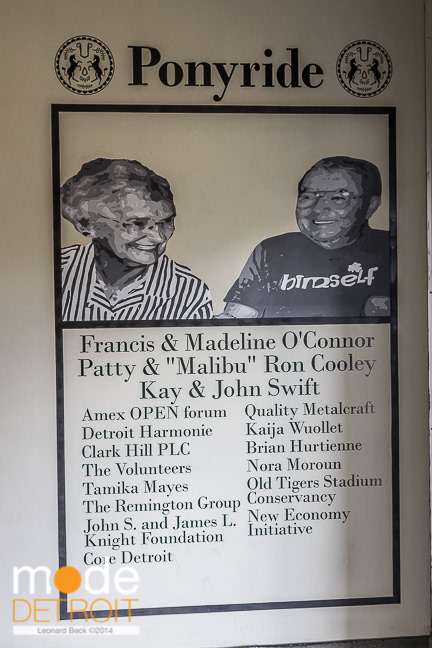 Ponyride
himself
Francis & Madeline O'Connor
Patty & "Malibu" Ron Cooley
Kay & John Swift
Amex OPEN forum
Detroit Harmonie
Clark Hill PLC
The Volunteers
Tamika Mayes
The Remington Group
John S. and James L.
Knight Foundation
Core Detroit
Quality Metalcraft
Kaija Wuollet
Brian Hurtienne
Nora Moroun
Old Tigers Stadium
Conservancy
New Economy
Initiative
mode
DETROIT
Leonard Beck ©2014